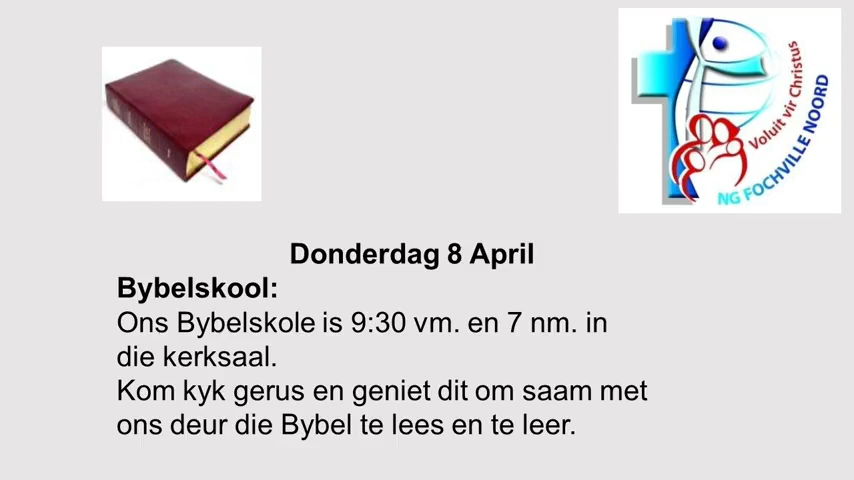 Voluit vir Christus
NG FOCHVILLE NOORD
Donderdag 8 April
Bybelskool:
Ons Bybelskole is 9:30 vm. en 7 nm. in
die kerksaal.
Kom kyk gerus en geniet dit om saam met
ons deur die Bybel te lees en te leer.